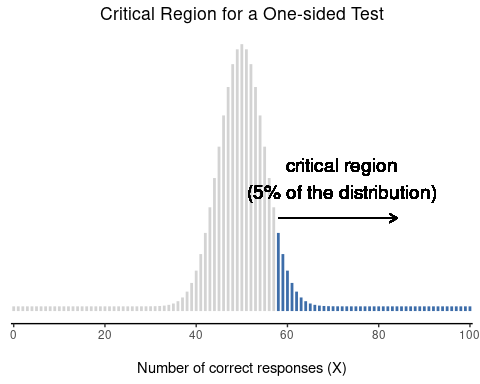 Critical Region for a One-sided Test
critical region
(5% of the distribution)
0 20 40 60 80 100
Number of correct responses (X)